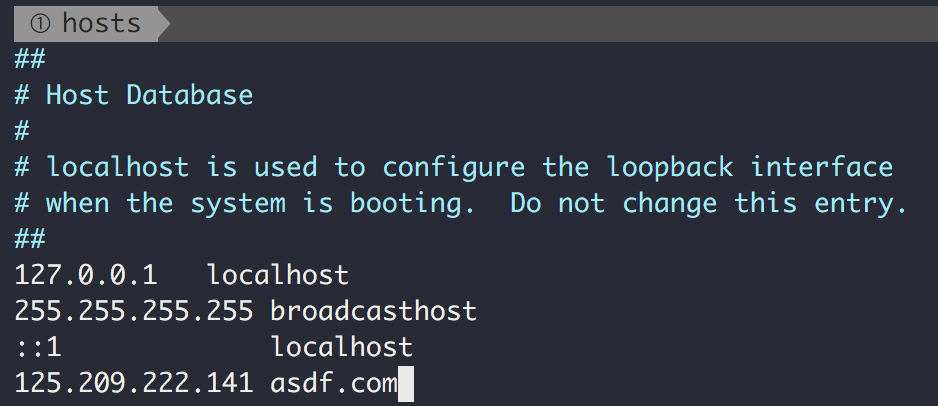 ① hosts
##
# Host Database
#
# localhost is used to configure the loopback interface
# when the system is booting.  Do not change this entry.
##
127.0.0.1   localhost
255.255.255.255 broadcasthost
::1             localhost
125.209.222.141 asdf.com